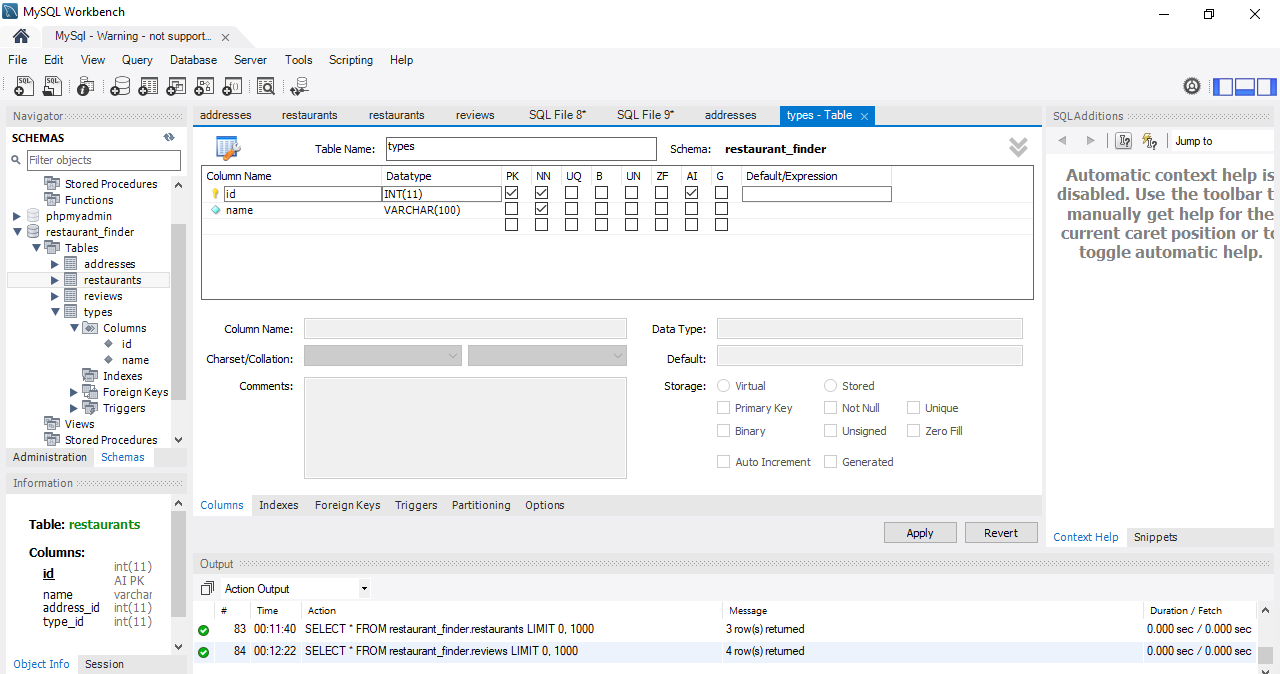 MySQL Workbench
MySql - Warning - not support...
File Edit View Query Database Server Tools Scripting Help
Navigator
SCHEMAS
Filter objects
Stored Procedures
Functions
phpmyadmin
restaurant_finder
Tables
addresses
restaurants
reviews
types
Columns
id
name
Indexes
Foreign Keys
Triggers
Views
Stored Procedures
Administration Schemas
Information
Table: restaurants
Columns:
id int(11)
AI PK
name varchar
address_id int(11)
type_id int(11)
Object Info Session
addresses restaurants restaurants reviews SQL File 8* SQL File 9* addresses types - Table
Table Name: types Schema: restaurant_finder
Column Name Datatype PK NN UQ B UN ZF AI G Default/Expression
id INT(11)
name VARCHAR(100)
Column Name: Data Type:
Charset/Collation: Default:
Comments: Storage: Virtual Stored
Primary Key Not Null Unique
Binary Unsigned Zero Fill
Auto Increment Generated
Columns Indexes Foreign Keys Triggers Partitioning Options
Apply Revert
Output
Action Output
# Time Action Message Duration / Fetch
83 00:11:40 SELECT * FROM restaurant_finder.restaurants LIMIT 0, 1000 3 row(s) returned 0.000 sec / 0.000 sec
84 00:12:22 SELECT * FROM restaurant_finder.reviews LIMIT 0, 1000 4 row(s) returned 0.000 sec / 0.000 sec
SQLAdditions
Jump to
Automatic context help is
disabled. Use the toolbar t
manually get help for the
current caret position or to
toggle automatic help.
Context Help Snippets